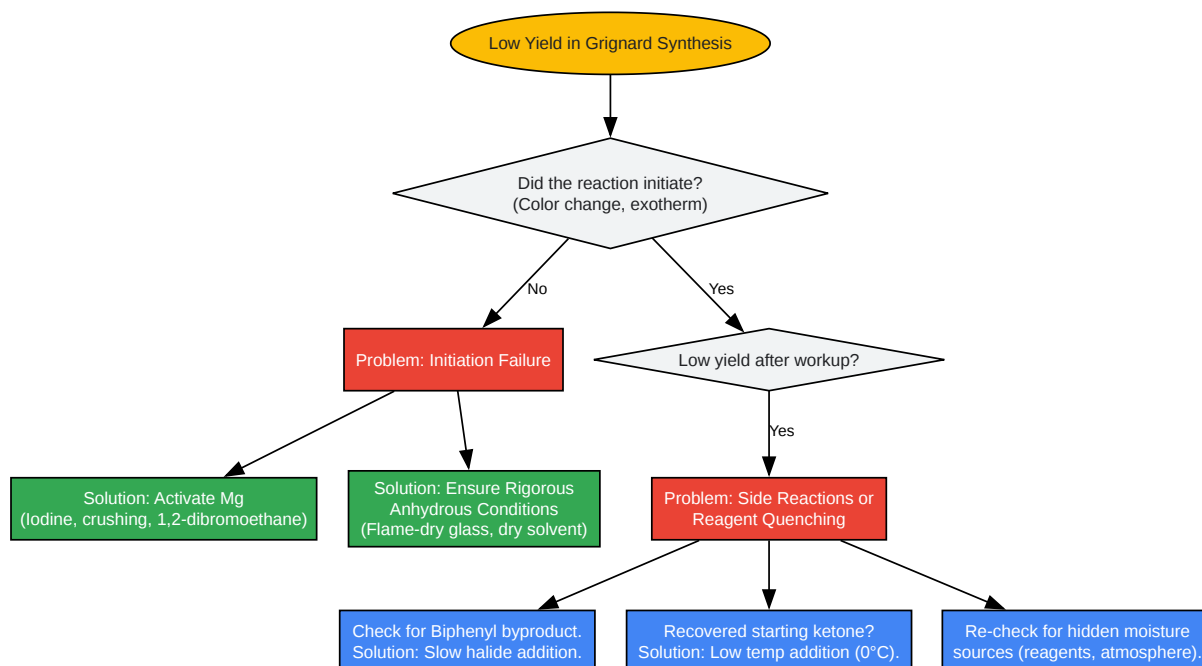 Low Yield in Grignard Synthesis
Did the reaction initiate?
(Color change, exotherm)
No
Yes
Problem: Initiation Failure
Low yield after workup?
Yes
Solution: Activate Mg
(Iodine, crushing, 1,2-dibromoethane)
Solution: Ensure Rigorous
Anhydrous Conditions
(Flame-dry glass, dry solvent)
Problem: Side Reactions or
Reagent Quenching
Check for Biphenyl byproduct.
Solution: Slow halide addition.
Recovered starting ketone?
Solution: Low temp addition (0°C).
Re-check for hidden moisture
sources (reagents, atmosphere).